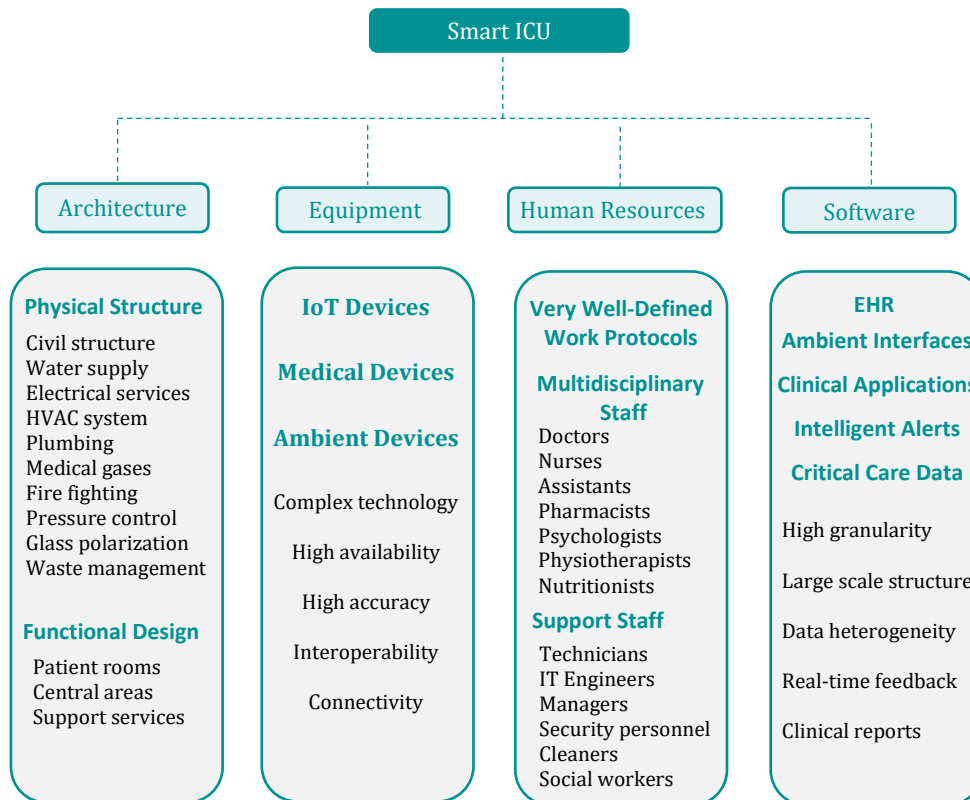 Smart ICU
Architecture
Equipment
Human Resources
Software
Physical Structure
Civil structure
Water supply
Electrical services
HVAC system
Plumbing
Medical gases
Fire fighting
Pressure control
Glass polarization
Waste management
Functional Design
Patient rooms
Central areas
Support services
IoT Devices
Medical Devices
Ambient Devices
Complex technology
High availability
High accuracy
Interoperability
Connectivity
Very Well-Defined
Work Protocols
Multidisciplinary
Staff
Doctors
Nurses
Assistants
Pharmacists
Psychologists
Physiotherapists
Nutritionists
Support Staff
Technicians
IT Engineers
Managers
Security personnel
Cleaners
Social workers
EHR
Ambient Interfaces
Clinical Applications
Intelligent Alerts
Critical Care Data
High granularity
Large scale structure
Data heterogeneity
Real-time feedback
Clinical reports